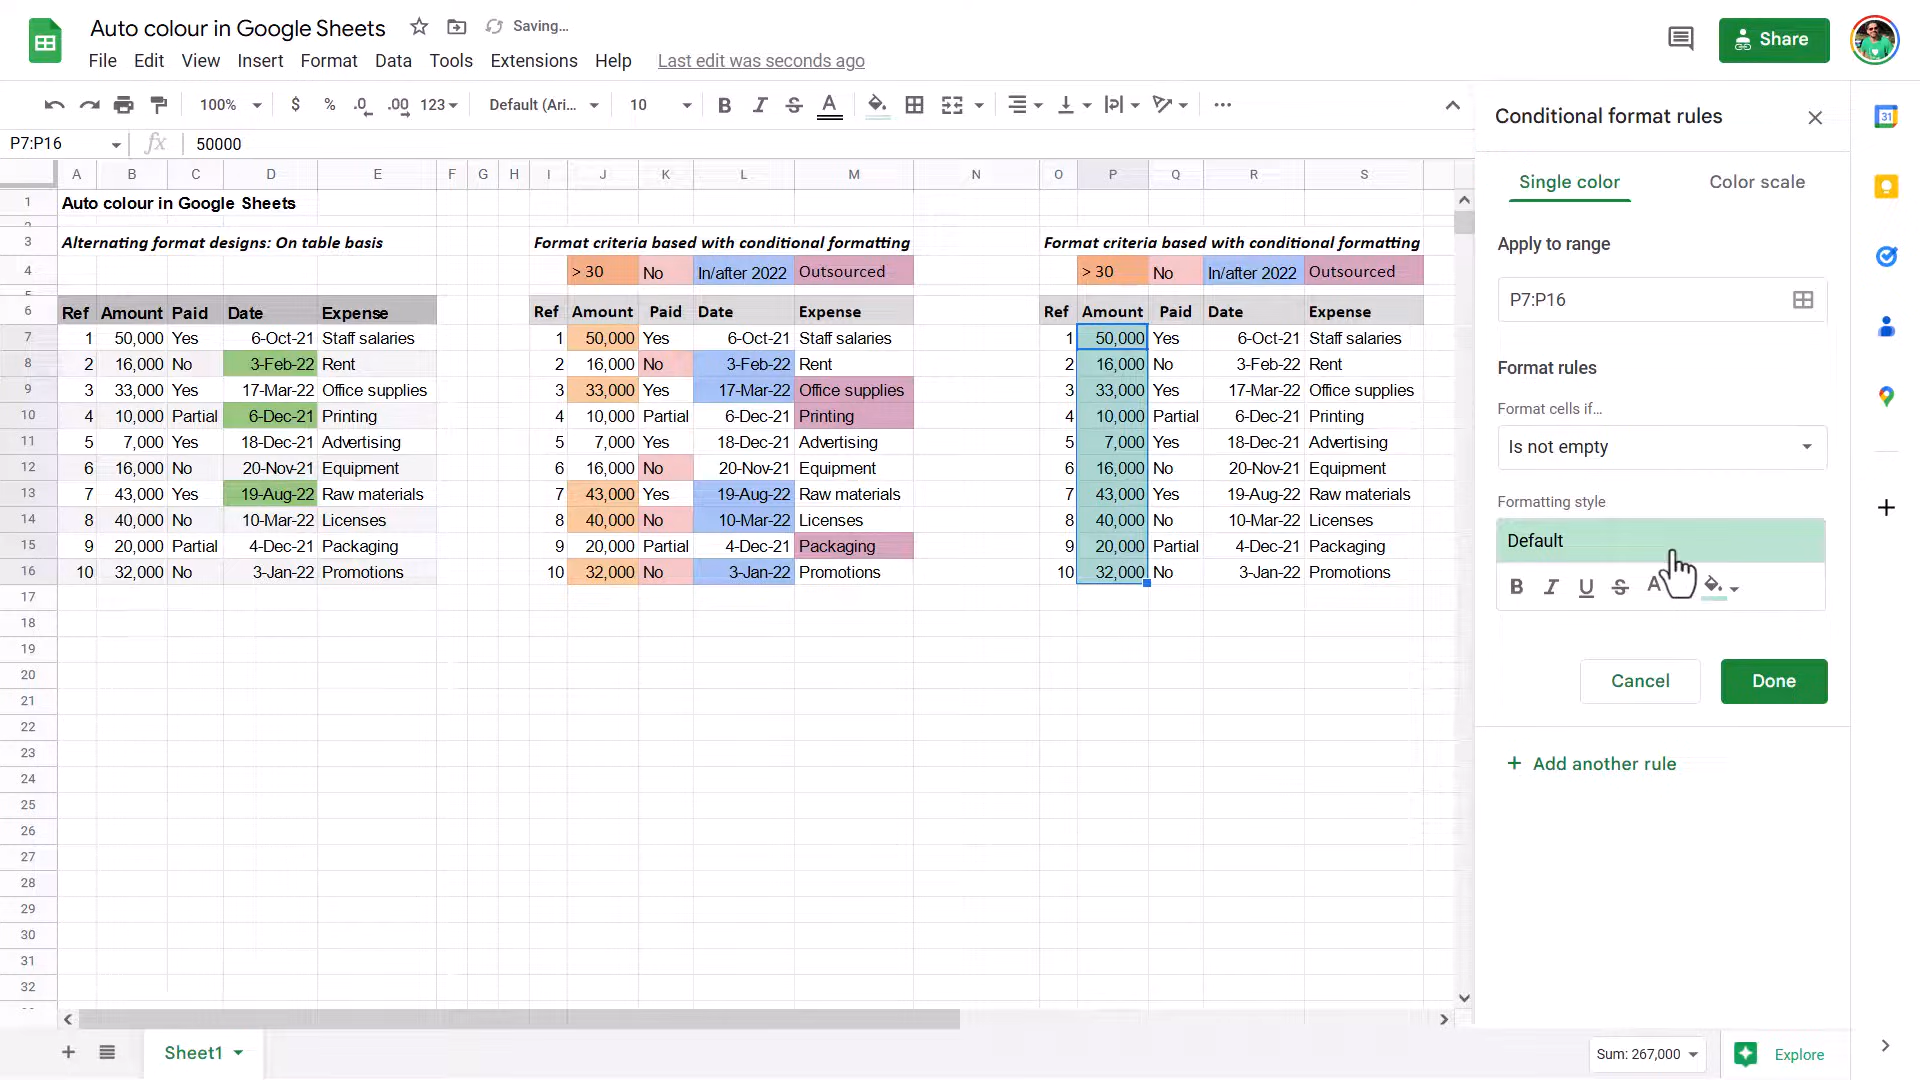 Auto colour in Google Sheets
Saving...
File Edit View Insert Format Data Tools Extensions Help Last edit was seconds ago
Share
100% $ % .0 .00 123 Default (Ari... 10 B I S A
P7:P16 fx 50000
A B C D E F G H I J K L M N O P Q R S
1 Auto colour in Google Sheets
3 Alternating format designs: On table basis Format criteria based with conditional formatting Format criteria based with conditional formatting
4 > 30 No In/after 2022 Outsourced > 30 No In/after 2022 Outsourced
6 Ref Amount Paid Date Expense Ref Amount Paid Date Expense Ref Amount Paid Date Expense
7 1 50,000 Yes 6-Oct-21 Staff salaries 1 50,000 Yes 6-Oct-21 Staff salaries 1 50,000 Yes 6-Oct-21 Staff salaries
8 2 16,000 No 3-Feb-22 Rent 2 16,000 No 3-Feb-22 Rent 2 16,000 No 3-Feb-22 Rent
9 3 33,000 Yes 17-Mar-22 Office supplies 3 33,000 Yes 17-Mar-22 Office supplies 3 33,000 Yes 17-Mar-22 Office supplies
10 4 10,000 Partial 6-Dec-21 Printing 4 10,000 Partial 6-Dec-21 Printing 4 10,000 Partial 6-Dec-21 Printing
11 5 7,000 Yes 18-Dec-21 Advertising 5 7,000 Yes 18-Dec-21 Advertising 5 7,000 Yes 18-Dec-21 Advertising
12 6 16,000 No 20-Nov-21 Equipment 6 16,000 No 20-Nov-21 Equipment 6 16,000 No 20-Nov-21 Equipment
13 7 43,000 Yes 19-Aug-22 Raw materials 7 43,000 Yes 19-Aug-22 Raw materials 7 43,000 Yes 19-Aug-22 Raw materials
14 8 40,000 No 10-Mar-22 Licenses 8 40,000 No 10-Mar-22 Licenses 8 40,000 No 10-Mar-22 Licenses
15 9 20,000 Partial 4-Dec-21 Packaging 9 20,000 Partial 4-Dec-21 Packaging 9 20,000 Partial 4-Dec-21 Packaging
16 10 32,000 No 3-Jan-22 Promotions 10 32,000 No 3-Jan-22 Promotions 10 32,000 No 3-Jan-22 Promotions
17
18
19
20
21
22
23
24
25
26
27
28
29
30
31
32
Sheet1
Sum: 267,000
Explore
Conditional format rules
Single color Color scale
Apply to range
P7:P16
Format rules
Format cells if...
Is not empty
Formatting style
Default
B I U S A
Cancel Done
+ Add another rule
31